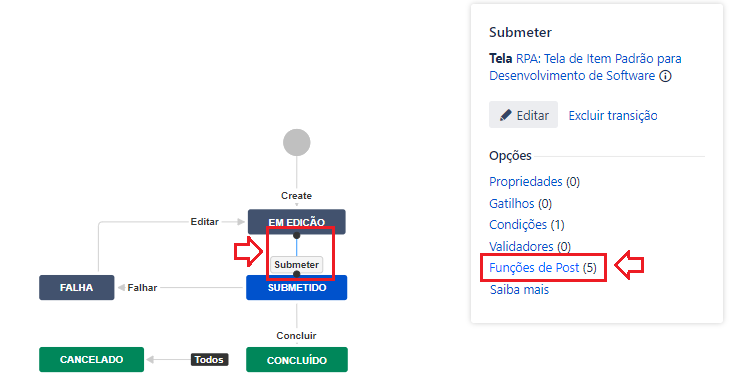 Create
Editar
EM EDIÇÃO
Submeter
FALHA
Falhar
SUBMETIDO
Concluir
CANCELADO
Todos
CONCLUÍDO
Submeter
Tela RPA: Tela de Item Padrão para
Desenvolvimento de Software
Editar
Excluir transição
Opções
Propriedades (0)
Gatilhos (0)
Condições (1)
Validadores (0)
Funções de Post (5)
Saiba mais